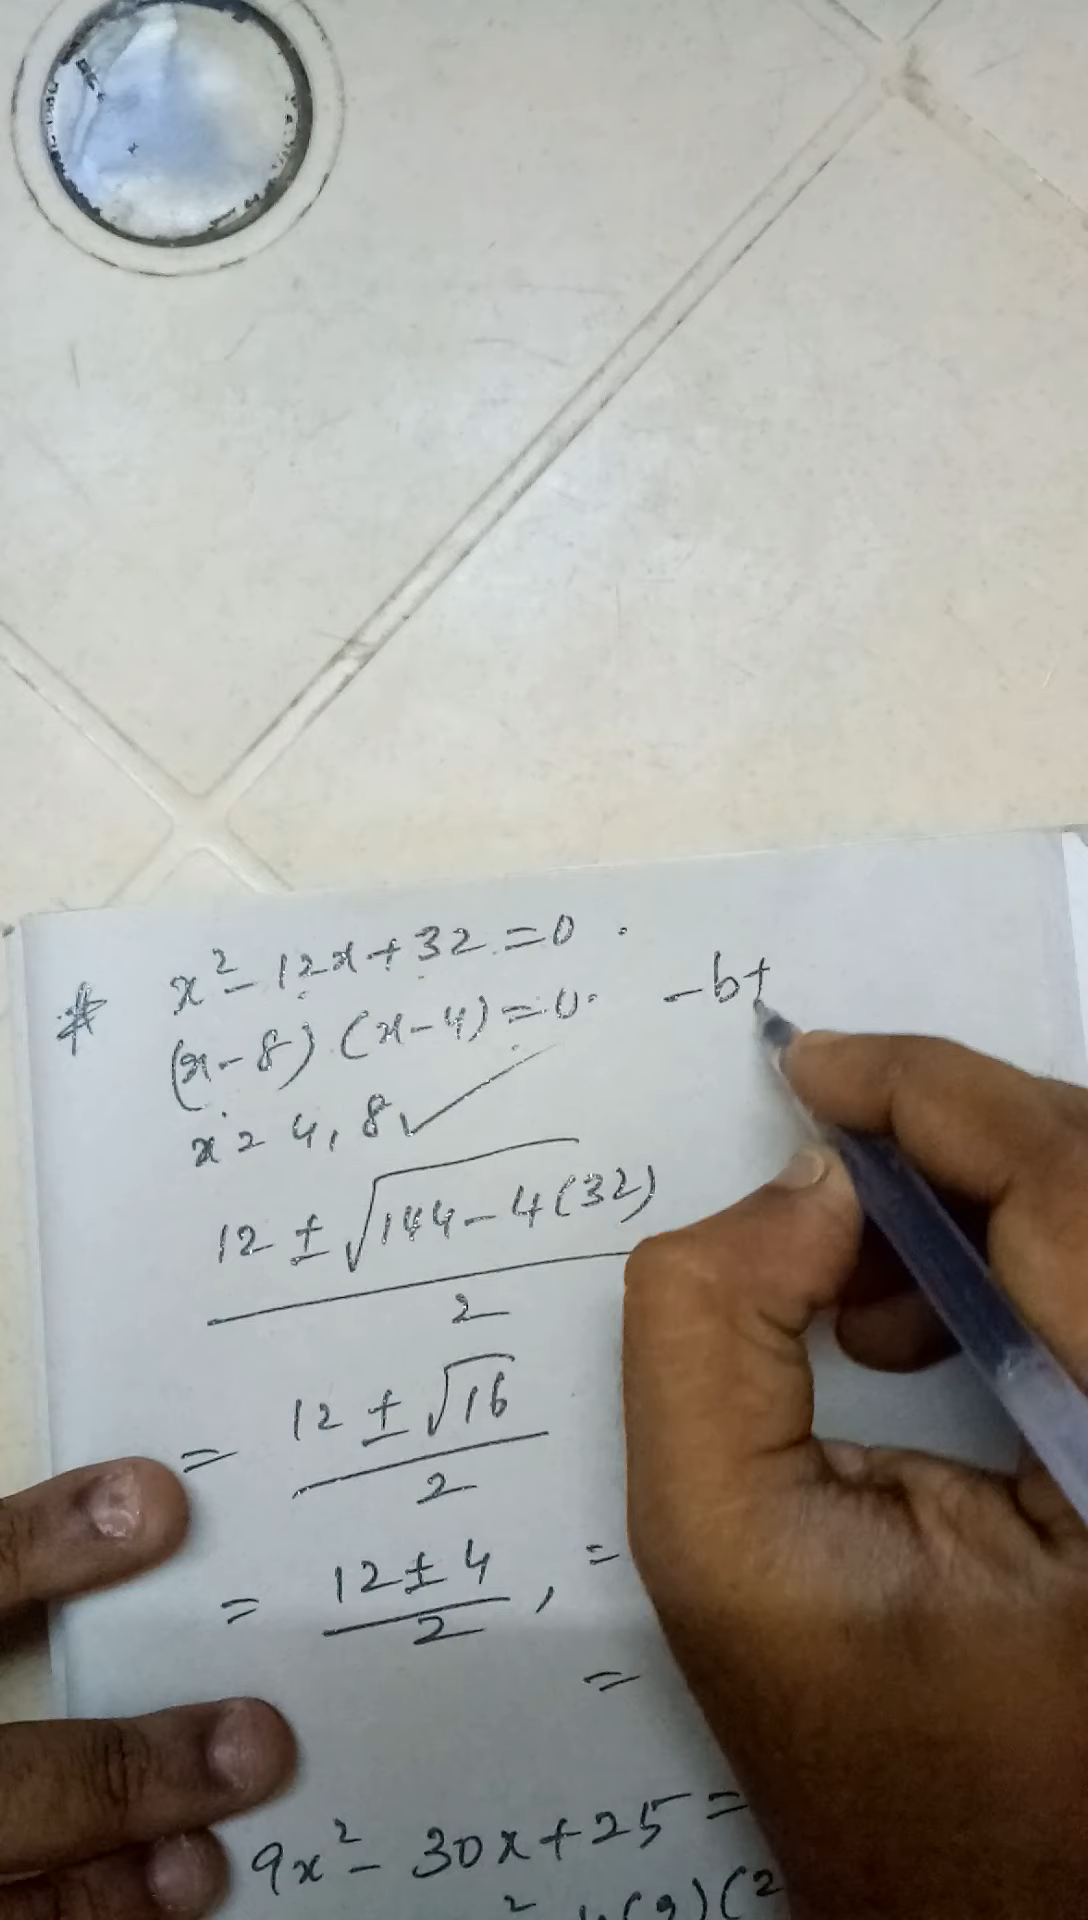 * x² - 12x + 32 = 0 .
(x - 8) (x - 4) = 0 .
-b±
x = 4, 8 ✓
12 ± √144 - 4(32)
2
= 12 ± √16
2
= 12 ± 4
2
, =
=
9x² - 30x + 25 =